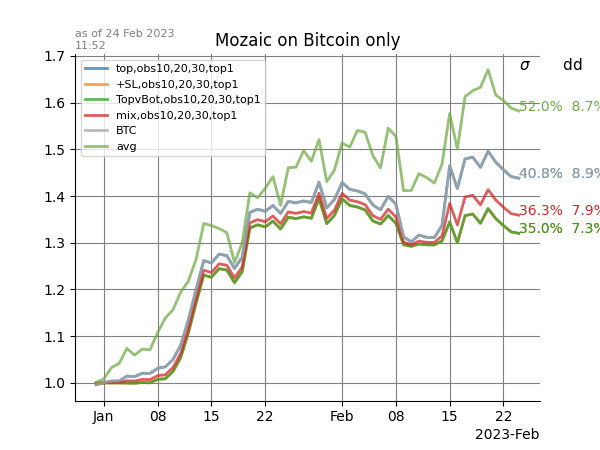 as of 24 Feb 2023
11:52
Mozaic on Bitcoin only
σ dd
top,obs10,20,30,top1
+SL,obs10,20,30,top1
TopvBot,obs10,20,30,top1
mix,obs10,20,30,top1
BTC
avg
1.7
1.6
1.5
1.4
1.3
1.2
1.1
1.0
52.0% 8.7%
40.8% 8.9%
36.3% 7.9%
35.0% 7.3%
Jan 08 15 22 Feb 08 15 22
2023-Feb